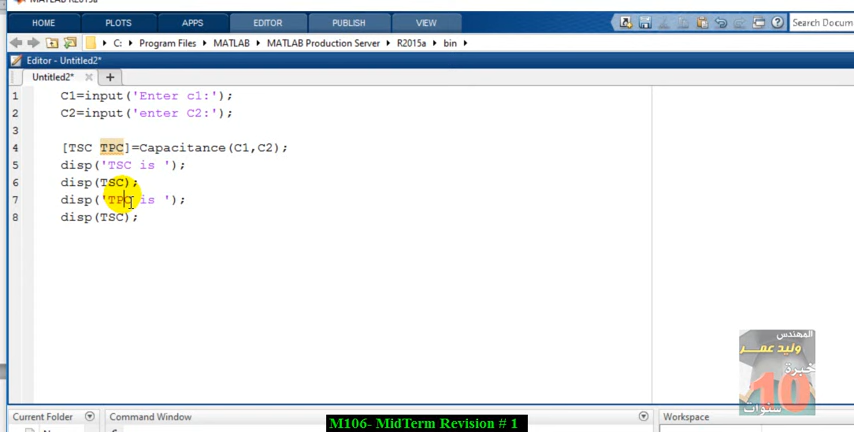 MATLAB R2015a
HOME PLOTS APPS EDITOR PUBLISH VIEW Search Docum
C: Program Files MATLAB MATLAB Production Server R2015a bin
Editor - Untitled2*
Untitled2*
1 C1=input('Enter c1:');
2 C2=input('enter C2:');
3
4 [TSC TPC]=Capacitance(C1,C2);
5 disp('TSC is ');
6 disp(TSC);
7 disp('TPC is ');
8 disp(TSC);
المهندس
وليد عمر
خبرة
10
سنوات
Current Folder Command Window Workspace
M106- MidTerm Revision # 1